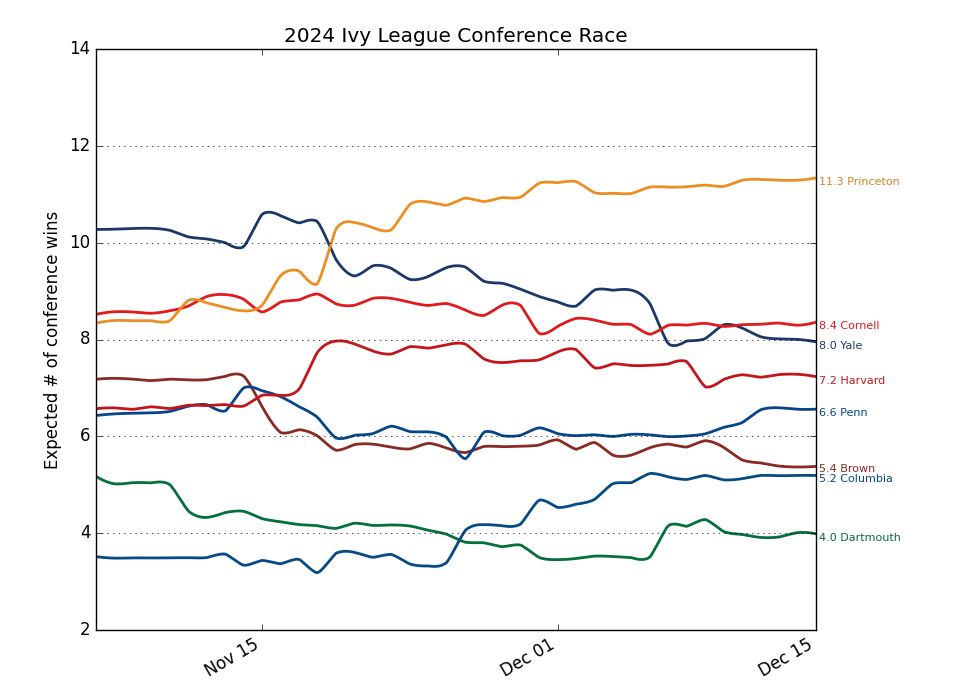 2024 Ivy League Conference Race
Expected # of conference wins
14
12
10
8
6
4
2
11.3 Princeton
8.4 Cornell
8.0 Yale
7.2 Harvard
6.6 Penn
5.4 Brown
5.2 Columbia
4.0 Dartmouth
Nov 15
Dec 01
Dec 15